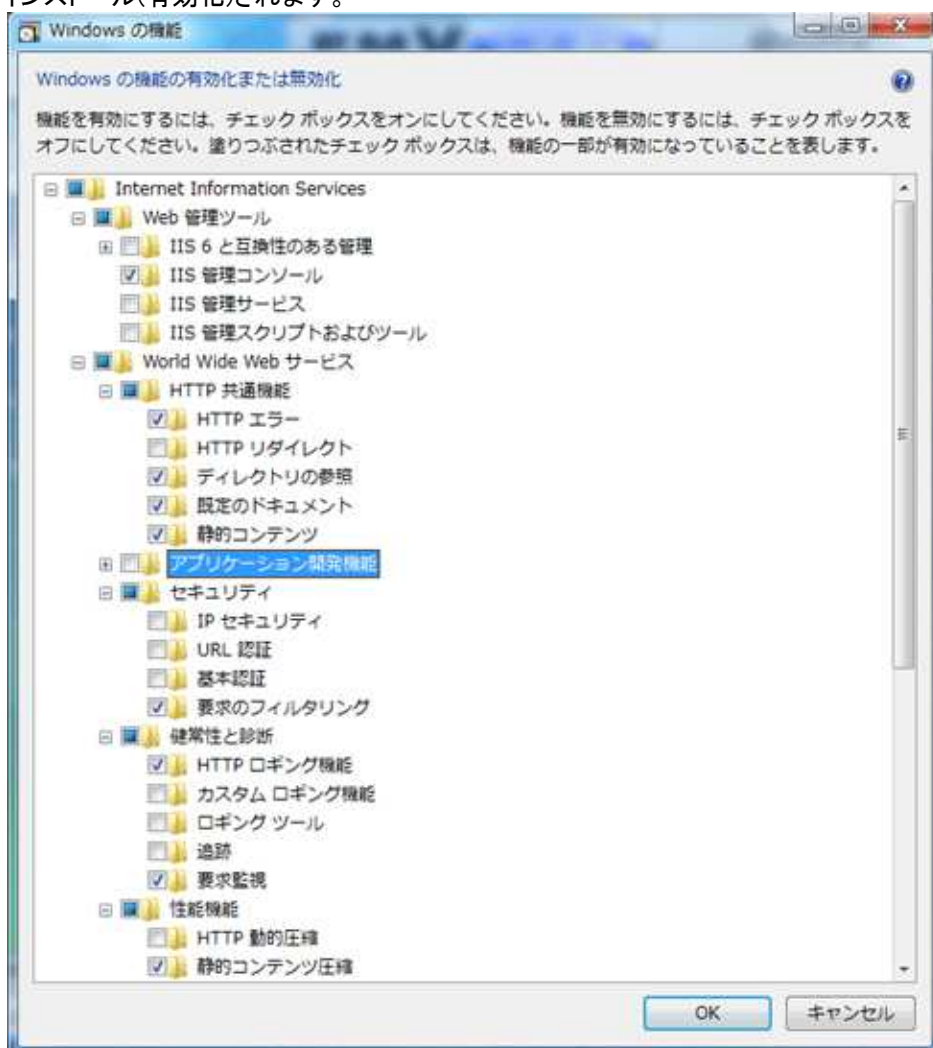 インストール(有効化されます。
Windows の機能
Windows の機能の有効化または無効化
機能を有効にするには、チェック ボックスをオンにしてください。機能を無効にするには、チェック ボックスを
オフにしてください。塗りつぶされたチェック ボックスは、機能の一部が有効になっていることを表します。
Internet Information Services
Web 管理ツール
IIS 6 と互換性のある管理
IIS 管理コンソール
IIS 管理サービス
IIS 管理スクリプトおよびツール
World Wide Web サービス
HTTP 共通機能
HTTP エラー
HTTP リダイレクト
ディレクトリの参照
既定のドキュメント
静的コンテンツ
アプリケーション開発機能
セキュリティ
IP セキュリティ
URL 認証
基本認証
要求のフィルタリング
健常性と診断
HTTP ロギング機能
カスタム ロギング機能
ロギング ツール
追跡
要求監視
性能機能
HTTP 動的圧縮
静的コンテンツ圧縮
OK
キャンセル